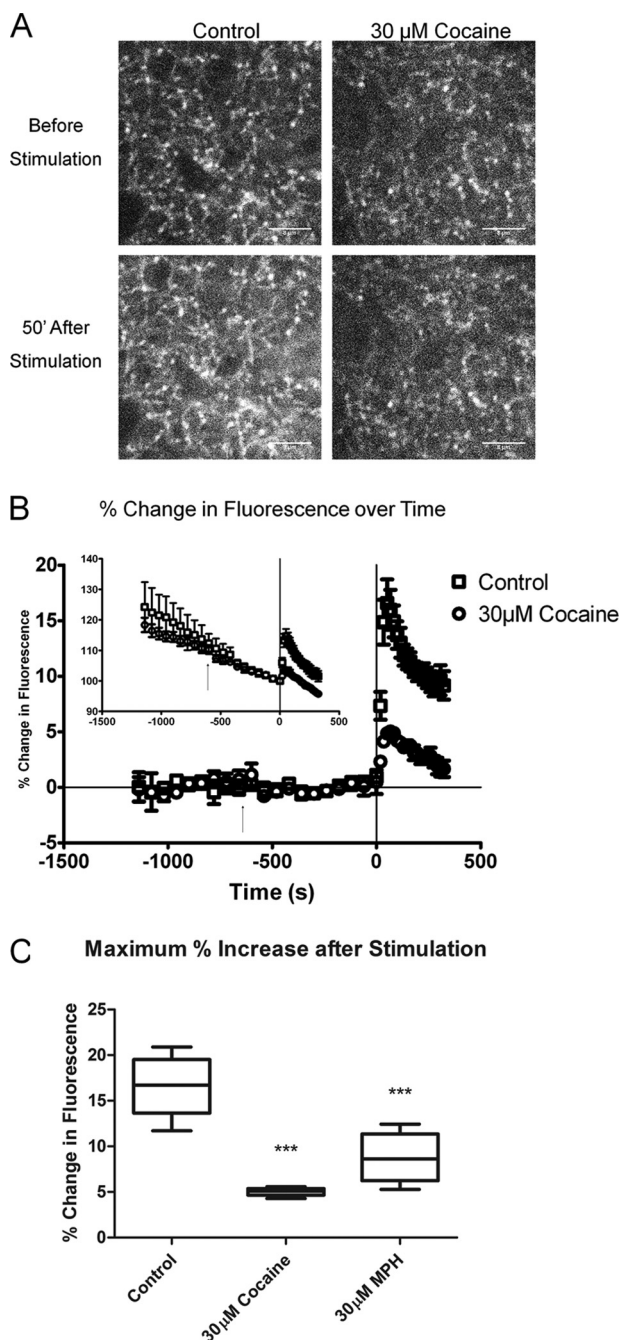 A
Control
30 µM Cocaine
Before
Stimulation
50' After
Stimulation
B
% Change in Fluorescence over Time
% Change in Fluorescence
20
15
10
5
0
-5
-1500
-1000
-500
0
500
Time (s)
Control
30µM Cocaine
% Change in Fluorescence
140
130
120
110
100
90
-1500
-1000
-500
0
500
C
Maximum % Increase after Stimulation
% Change in Fluorescence
25
20
15
10
5
0
***
***
Control
30µM Cocaine
30µM MPH